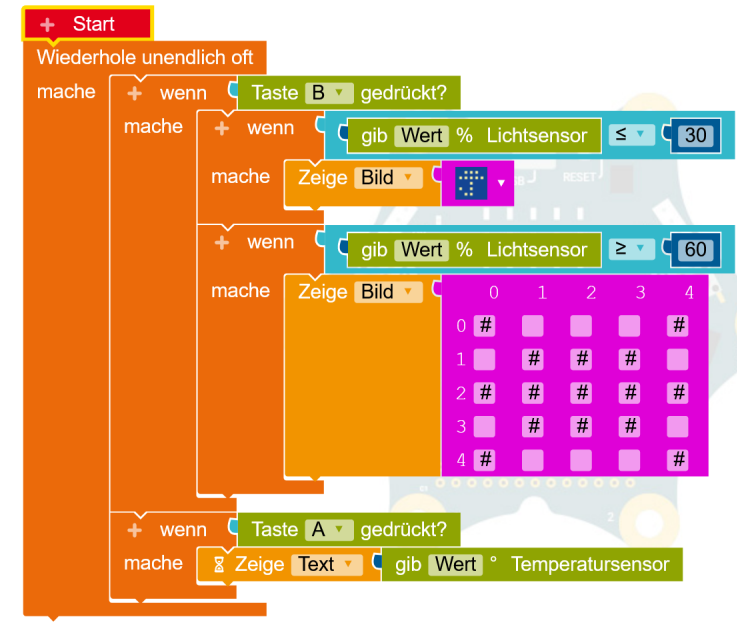 + Start
Wiederhole unendlich oft
mache + wenn Taste B gedrückt?
mache + wenn gib Wert % Lichtsensor ≤ 30
mache Zeige Bild
RESET
+ wenn gib Wert % Lichtsensor ≥ 60
mache Zeige Bild 0 1 2 3 4
0 # #
1 # # #
2 # # # # #
3 # # #
4 # #
+ wenn Taste A gedrückt?
2
mache Zeige Text gib Wert ° Temperatursensor